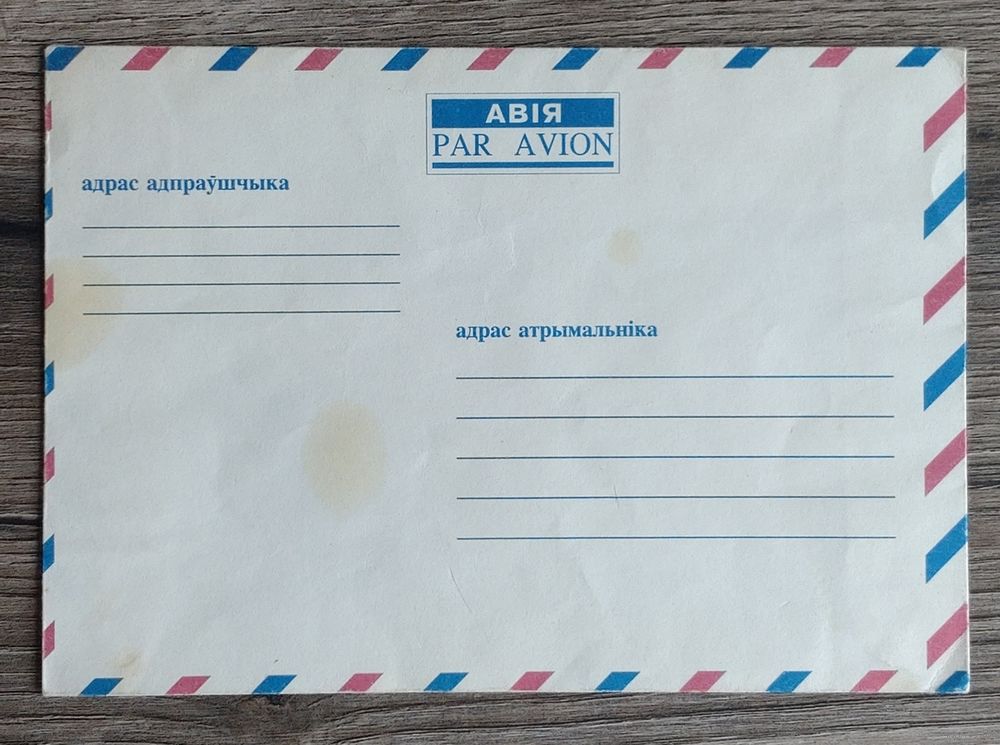 АВІЯ
PAR AVION
адрас адпраўшчыка
адрас атрымальніка